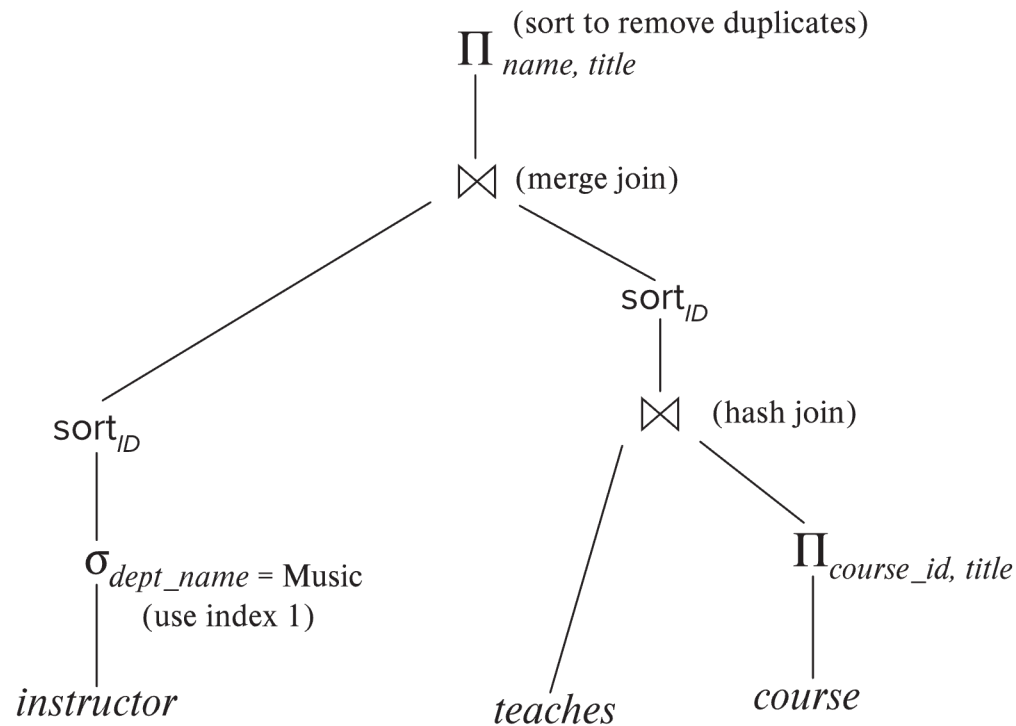 Π (sort to remove duplicates)
name, title
⋈ (merge join)
sort ID
sort ID
⋈ (hash join)
σ dept_name = Music
(use index 1)
Π course_id, title
instructor
teaches
course